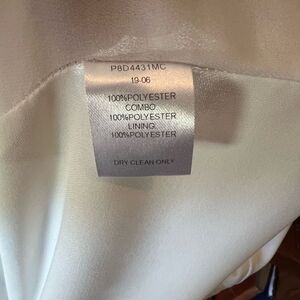 P8D4431MC
19-06
100%POLYESTER
COMBO:
100%POLYESTER
LINING:
100%POLYESTER
DRY CLEAN ONLY